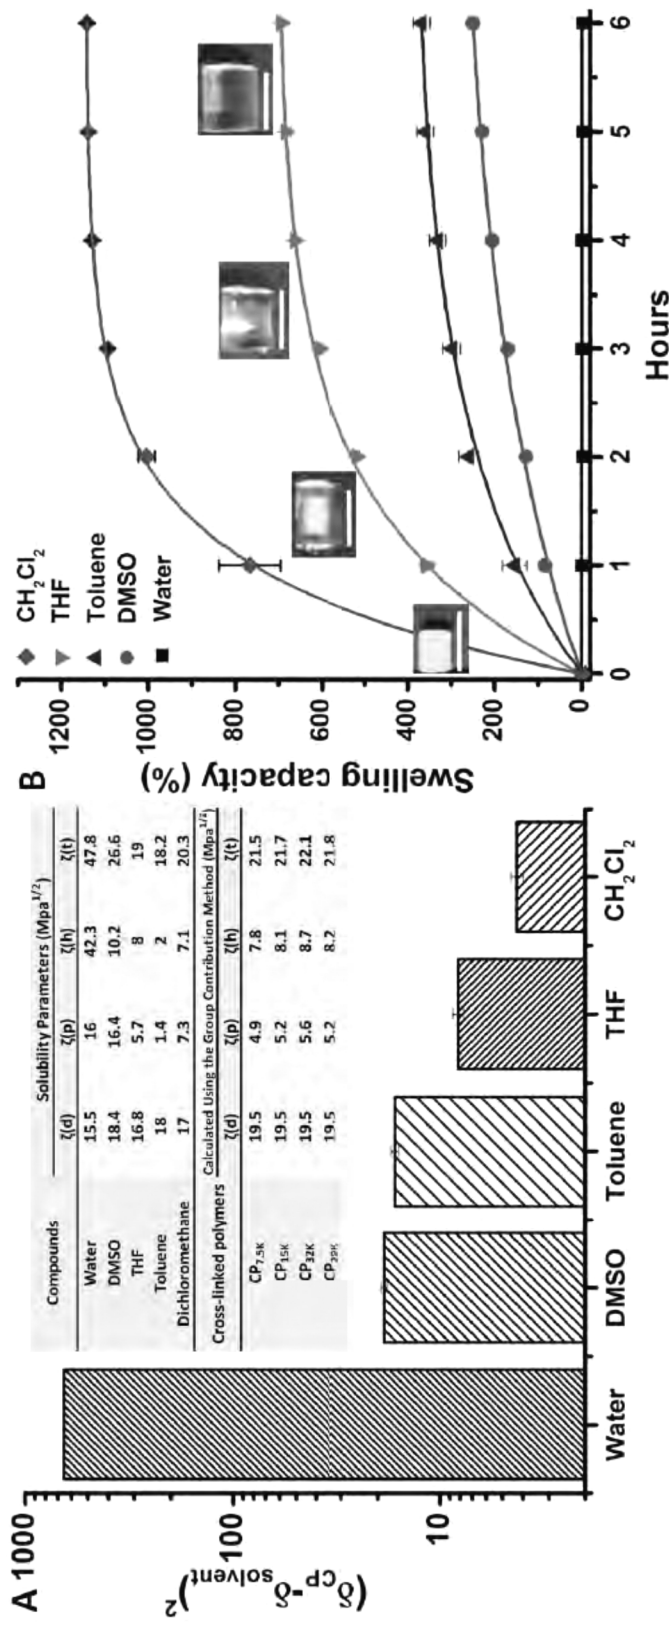 A
(δCP-δsolvent)²
1000
100
10
Compounds Solubility Parameters (Mpa¹/²)
ζ(d) ζ(p) ζ(h) ζ(t)
Water 15.5 16 42.3 47.8
DMSO 18.4 16.4 10.2 26.6
THF 16.8 5.7 8 19
Toluene 18 1.4 2 18.2
Dichloromethane 17 7.3 7.1 20.3
Cross-linked polymers Calculated Using the Group Contribution Method (Mpa¹/²)
ζ(d) ζ(p) ζ(h) ζ(t)
CP7.5K 19.5 4.9 7.8 21.5
CP15K 19.5 5.2 8.1 21.7
CP32K 19.5 5.6 8.7 22.1
19.5 5.2 8.2 21.8
Water DMSO Toluene THF CH₂Cl₂
B
Swelling capacity (%)
1200
1000
800
600
400
200
0
CH₂Cl₂
THF
Toluene
DMSO
Water
0 1 2 3 4 5 6
Hours